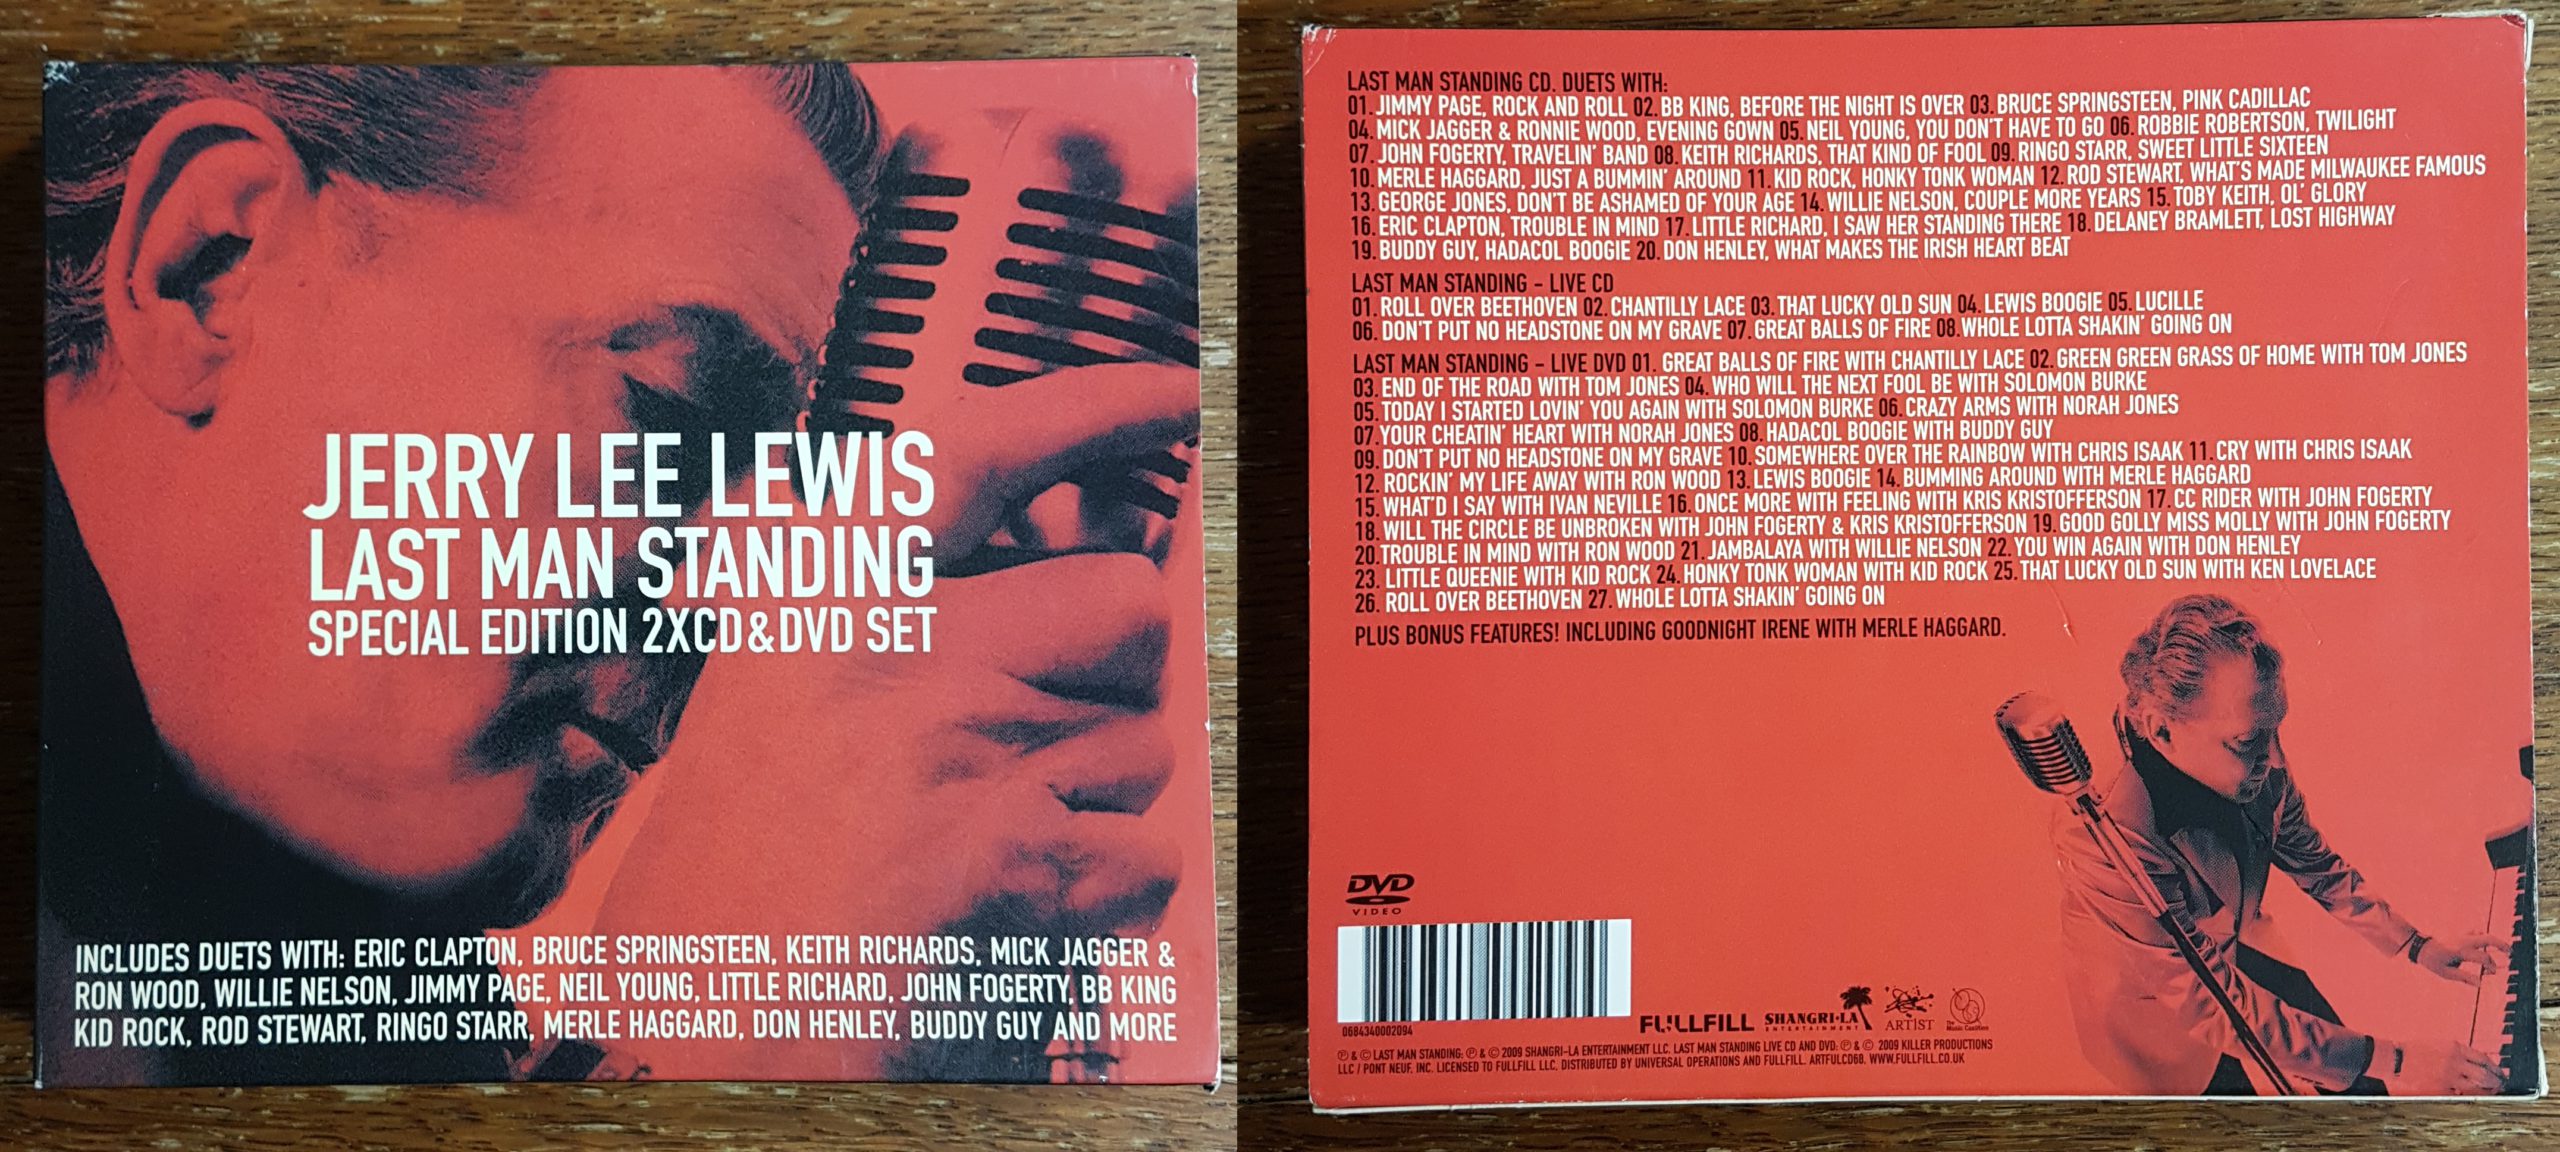 JERRY LEE LEWIS
LAST MAN STANDING
SPECIAL EDITION 2XCD&DVD SET
INCLUDES DUETS WITH: ERIC CLAPTON, BRUCE SPRINGSTEEN, KEITH RICHARDS, MICK JAGGER &
RON WOOD, WILLIE NELSON, JIMMY PAGE, NEIL YOUNG, LITTLE RICHARD, JOHN FOGERTY, BB KING
KID ROCK, ROD STEWART, RINGO STARR, MERLE HAGGARD, DON HENLEY, BUDDY GUY AND MORE
LAST MAN STANDING CD. DUETS WITH:
01. JIMMY PAGE, ROCK AND ROLL 02. BB KING, BEFORE THE NIGHT IS OVER 03. BRUCE SPRINGSTEEN, PINK CADILLAC
04. MICK JAGGER & RONNIE WOOD, EVENING GOWN 05. NEIL YOUNG, YOU DON'T HAVE TO GO 06. ROBBIE ROBERTSON, TWILIGHT
07. JOHN FOGERTY, TRAVELIN' BAND 08. KEITH RICHARDS, THAT KIND OF FOOL 09. RINGO STARR, SWEET LITTLE SIXTEEN
10. MERLE HAGGARD, JUST A BUMMIN' AROUND 11. KID ROCK, HONKY TONK WOMAN 12. ROD STEWART, WHAT'S MADE MILWAUKEE FAMOUS
13. GEORGE JONES, DON'T BE ASHAMED OF YOUR AGE 14. WILLIE NELSON, COUPLE MORE YEARS 15. TOBY KEITH, OL' GLORY
16. ERIC CLAPTON, TROUBLE IN MIND 17. LITTLE RICHARD, I SAW HER STANDING THERE 18. DELANEY BRAMLETT, LOST HIGHWAY
19. BUDDY GUY, HADACOL BOOGIE 20. DON HENLEY, WHAT MAKES THE IRISH HEART BEAT
LAST MAN STANDING - LIVE CD
01. ROLL OVER BEETHOVEN 02. CHANTILLY LACE 03. THAT LUCKY OLD SUN 04. LEWIS BOOGIE 05. LUCILLE
06. DON'T PUT NO HEADSTONE ON MY GRAVE 07. GREAT BALLS OF FIRE 08. WHOLE LOTTA SHAKIN' GOING ON
LAST MAN STANDING - LIVE DVD 01. GREAT BALLS OF FIRE WITH CHANTILLY LACE 02. GREEN GREEN GRASS OF HOME WITH TOM JONES
03. END OF THE ROAD WITH TOM JONES 04. WHO WILL THE NEXT FOOL BE WITH SOLOMON BURKE
05. TODAY I STARTED LOVIN' YOU AGAIN WITH SOLOMON BURKE 06. CRAZY ARMS WITH NORAH JONES
07. YOUR CHEATIN' HEART WITH NORAH JONES 08. HADACOL BOOGIE WITH BUDDY GUY
09. DON'T PUT NO HEADSTONE ON MY GRAVE 10. SOMEWHERE OVER THE RAINBOW WITH CHRIS ISAAK 11. CRY WITH CHRIS ISAAK
12. ROCKIN' MY LIFE AWAY WITH RON WOOD 13. LEWIS BOOGIE 14. BUMMING AROUND WITH MERLE HAGGARD
15. WHAT'D I SAY WITH IVAN NEVILLE 16. ONCE MORE WITH FEELING WITH KRIS KRISTOFFERSON 17. CC RIDER WITH JOHN FOGERTY
18. WILL THE CIRCLE BE UNBROKEN WITH JOHN FOGERTY & KRIS KRISTOFFERSON 19. GOOD GOLLY MISS MOLLY WITH JOHN FOGERTY
20. TROUBLE IN MIND WITH RON WOOD 21. JAMBALAYA WITH WILLIE NELSON 22. YOU WIN AGAIN WITH DON HENLEY
23. LITTLE QUEENIE WITH KID ROCK 24. HONKY TONK WOMAN WITH KID ROCK 25. THAT LUCKY OLD SUN WITH KEN LOVELACE
26. ROLL OVER BEETHOVEN 27. WHOLE LOTTA SHAKIN' GOING ON
PLUS BONUS FEATURES! INCLUDING GOODNIGHT IRENE WITH MERLE HAGGARD.
DVD
VIDEO
0684340002094
FULLFILL SHANGRI-LA ENTERTAINMENT ARTIST The Music Coalition
℗ & © LAST MAN STANDING: ℗ & © 2009 SHANGRI-LA ENTERTAINMENT LLC. LAST MAN STANDING LIVE CD AND DVD: ℗ & © 2009 KILLER PRODUCTIONS
LLC / PONT NEUF. INC. LICENSED TO FULLFILL LLC. DISTRIBUTED BY UNIVERSAL OPERATIONS AND FULLFILL. ARTFULCD68. WWW.FULLFILL.CO.UK